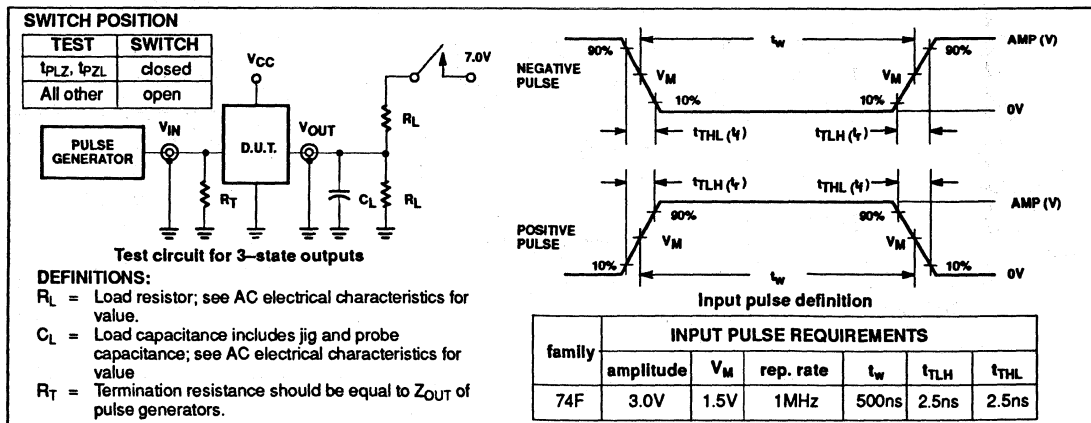 SWITCH POSITION
TEST SWITCH
tPLZ, tPZL closed
All other open
VCC
7.0V
RL
PULSE
GENERATOR
VIN
D.U.T.
VOUT
RT
CL
RL
Test circuit for 3–state outputs
DEFINITIONS:
RL = Load resistor; see AC electrical characteristics for
value.
CL = Load capacitance includes jig and probe
capacitance; see AC electrical characteristics for
value
RT = Termination resistance should be equal to ZOUT of
pulse generators.
NEGATIVE
PULSE
90%
tw
90%
AMP (V)
VM
VM
10%
10%
0V
tTHL (tf)
tTLH (tr)
tTLH (tr)
tTHL (tf)
AMP (V)
90%
90%
POSITIVE
PULSE
VM
VM
10%
tw
10%
0V
Input pulse definition
family
INPUT PULSE REQUIREMENTS
amplitude VM rep. rate tw tTLH tTHL
74F 3.0V 1.5V 1MHz 500ns 2.5ns 2.5ns